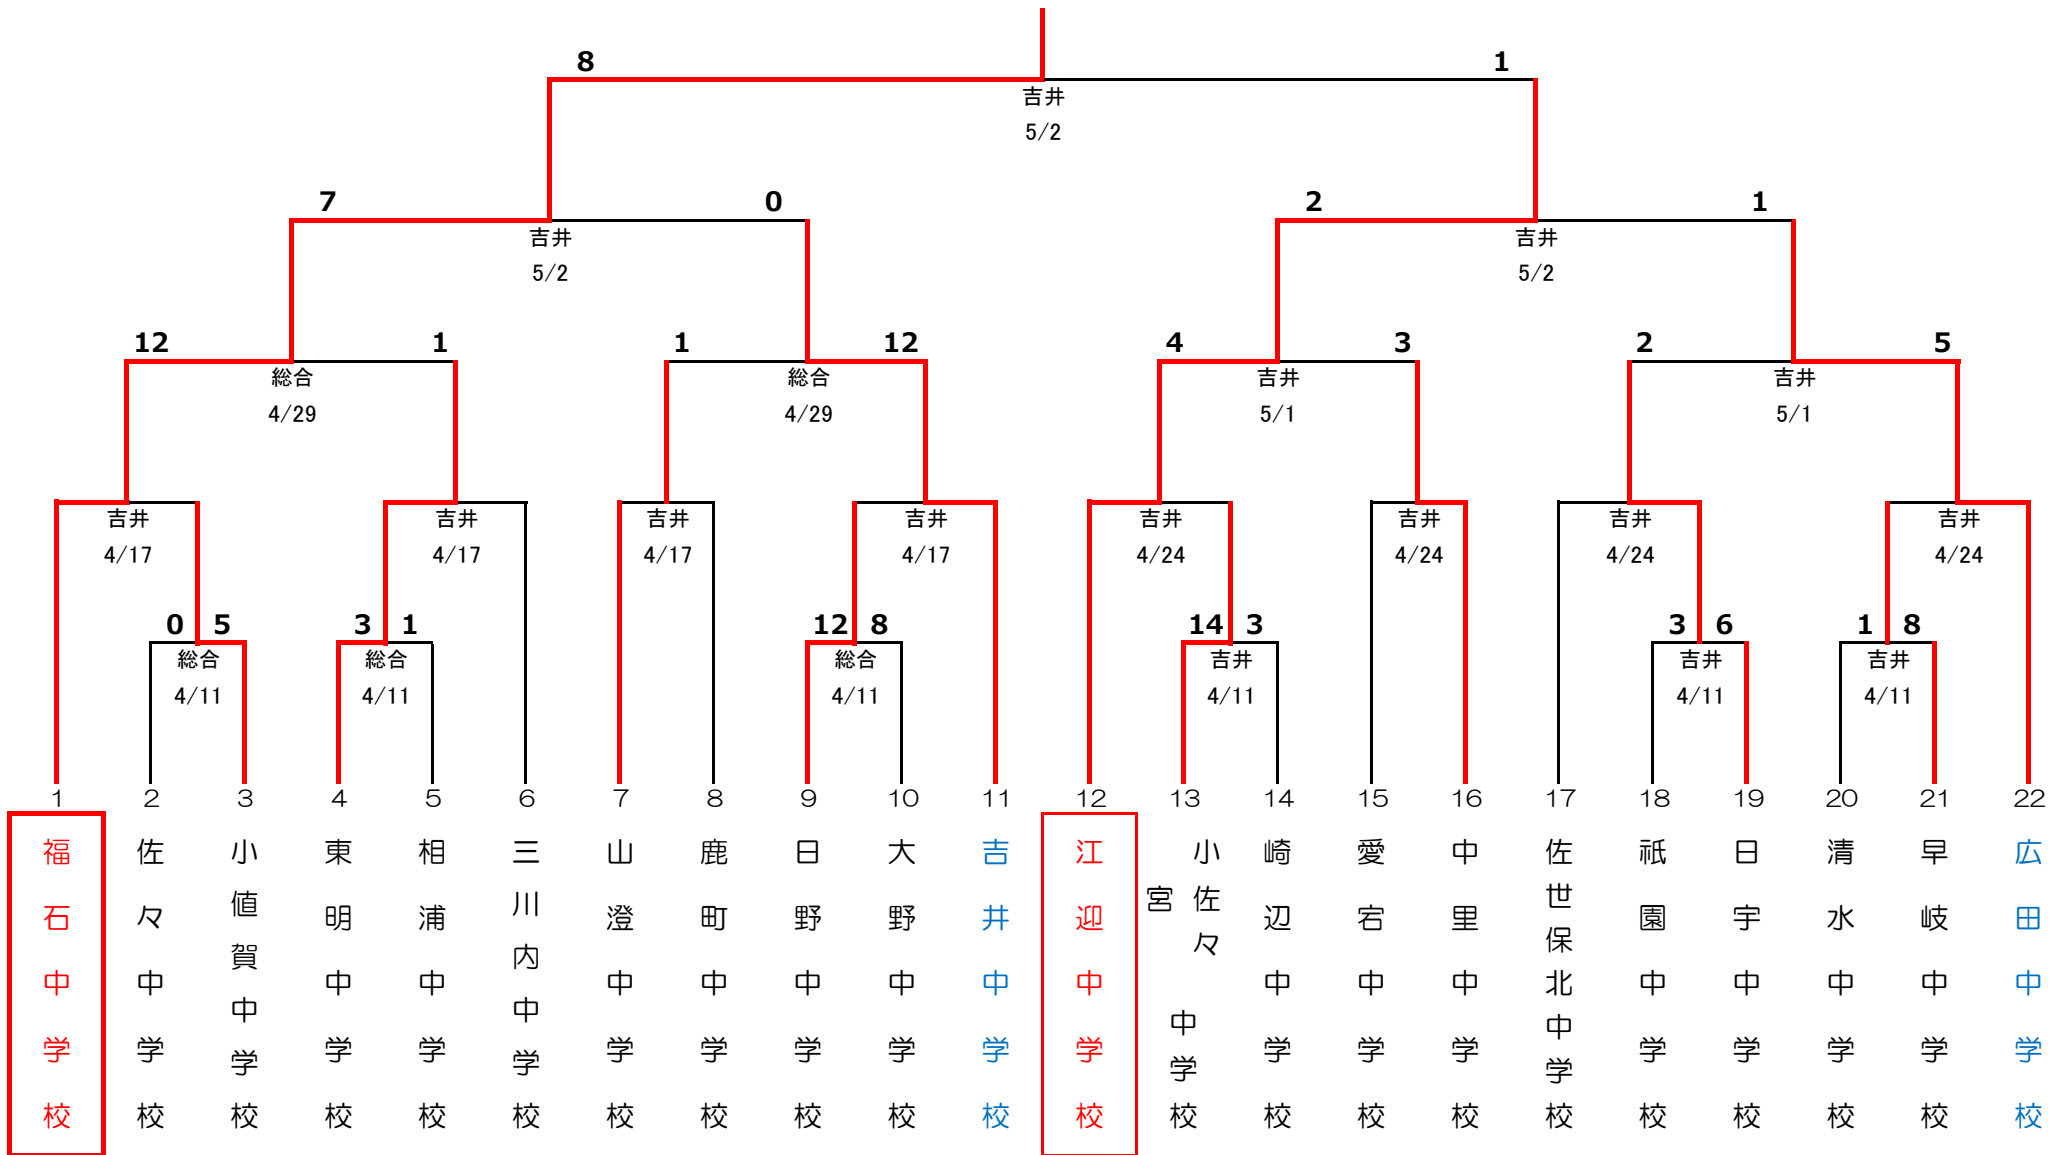 8 1
吉井
5/2
7 0 2 1
吉井 吉井
5/2 5/2
12 1 1 12 4 3 2 5
総合 総合 吉井 吉井
4/29 4/29 5/1 5/1
吉井 吉井 吉井 吉井 吉井 吉井 吉井 吉井
4/17 4/17 4/17 4/17 4/24 4/24 4/24 4/24
0 5 3 1 12 8 14 3 3 6 1 8
総合 総合 総合 吉井 吉井 吉井
4/11 4/11 4/11 4/11 4/11 4/11
1 2 3 4 5 6 7 8 9 10 11 12 13 14 15 16 17 18 19 20 21 22
福石中学校
佐々中学校
小値賀中学校
東明中学校
相浦中学校
三川内中学校
山澄中学校
鹿町中学校
日野中学校
大野中学校
吉井中学校
江迎中学校
小佐々
宮
中学校
崎辺中学校
愛宕中学校
中里中学校
佐世保北中学校
祇園中学校
日宇中学校
清水中学校
早岐中学校
広田中学校